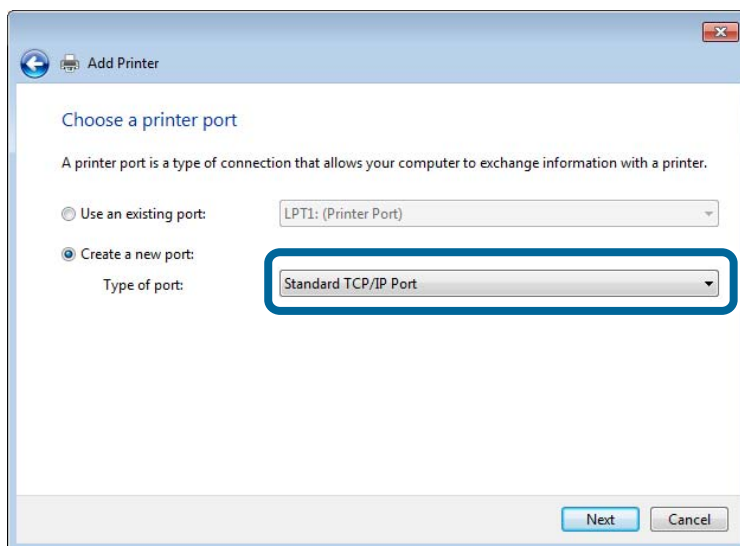 Add Printer
Choose a printer port
A printer port is a type of connection that allows your computer to exchange information with a printer.
Use an existing port: LPT1: (Printer Port)
Create a new port:
Type of port: Standard TCP/IP Port
Next Cancel